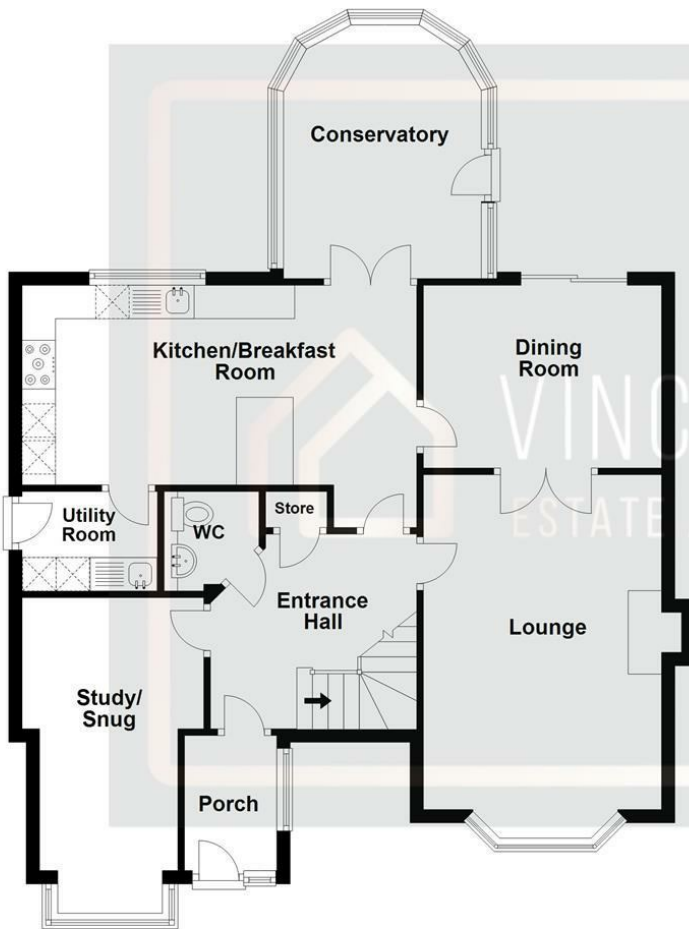 Conservatory
Kitchen/Breakfast
Room
Dining
Room
VINC
ESTATE
Utility
Room
WC
Store
Entrance
Hall
Lounge
Study/
Snug
Porch